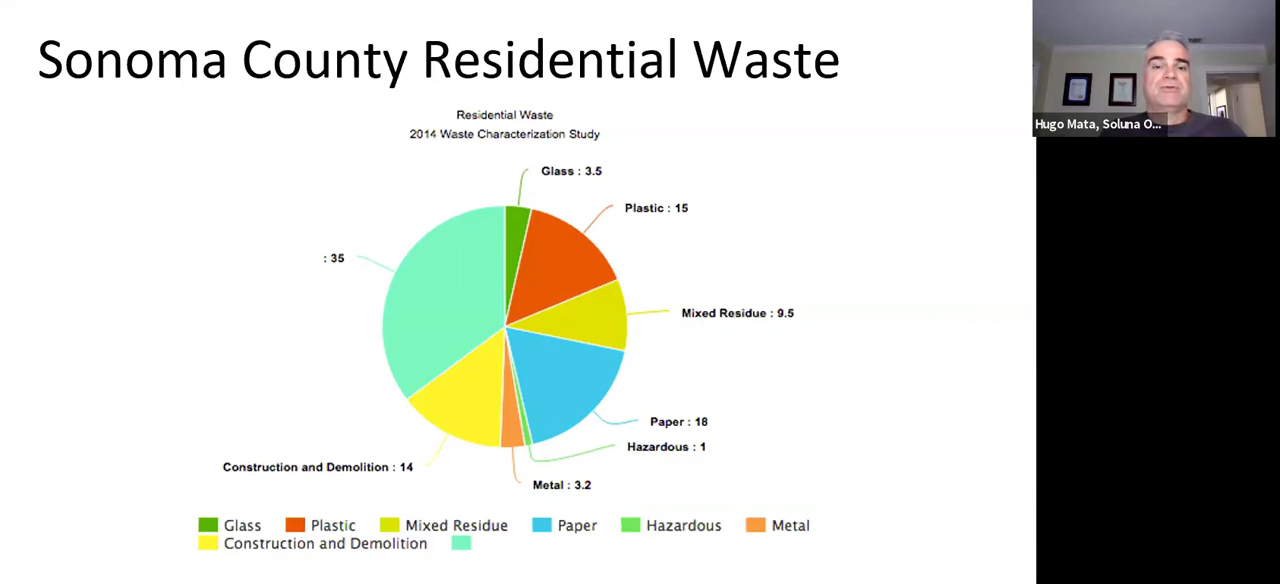 Sonoma County Residential Waste
Residential Waste
2014 Waste Characterization Study
Glass : 3.5
Plastic : 15
: 35
Mixed Residue : 9.5
Paper : 18
Hazardous : 1
Construction and Demolition : 14
Metal : 3.2
Glass Plastic Mixed Residue Paper Hazardous Metal
Construction and Demolition
Hugo Mata, Soluna O...